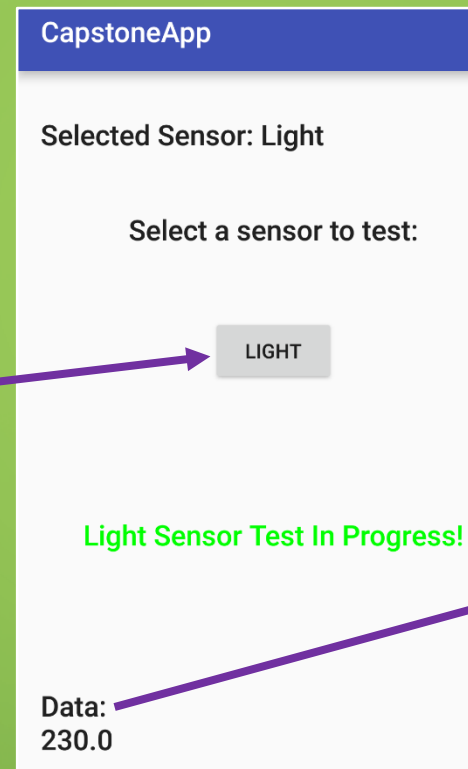 CapstoneApp
Selected Sensor: Light
Select a sensor to test:
LIGHT
Light Sensor Test In Progress!
Data:
230.0